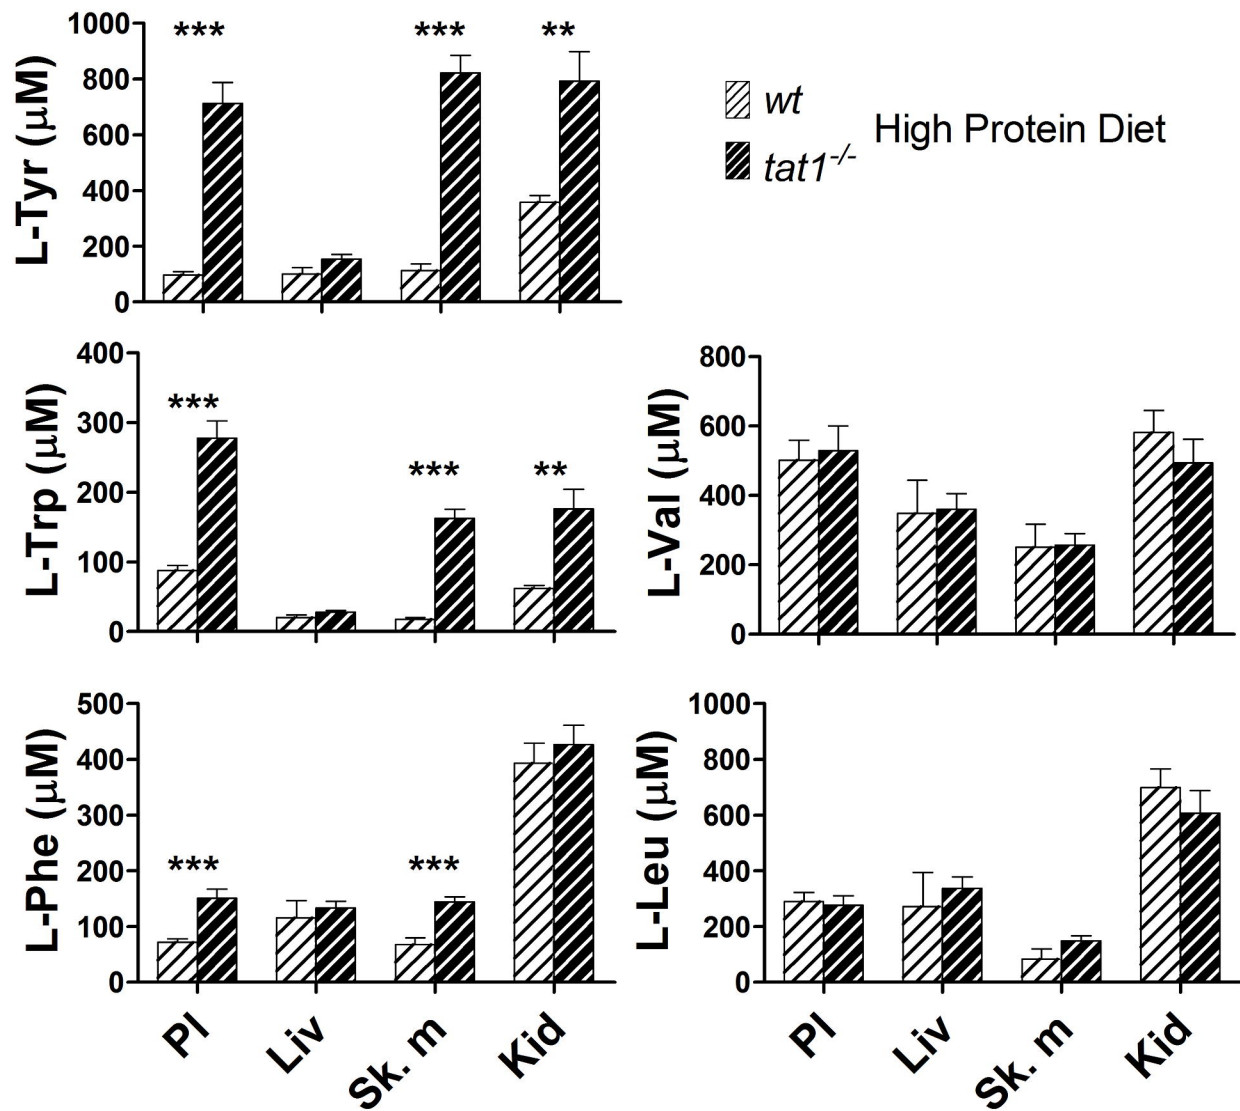 L-Tyr (μM)
1000
800
600
400
200
0
***
***
**
wt
tat1-/-
High Protein Diet
L-Trp (μM)
400
300
200
100
0
***
***
**
L-Val (μM)
800
600
400
200
0
L-Phe (μM)
500
400
300
200
100
0
***
***
Pl
Liv
Sk. m
Kid
L-Leu (μM)
1000
800
600
400
200
0
Pl
Liv
Sk. m
Kid